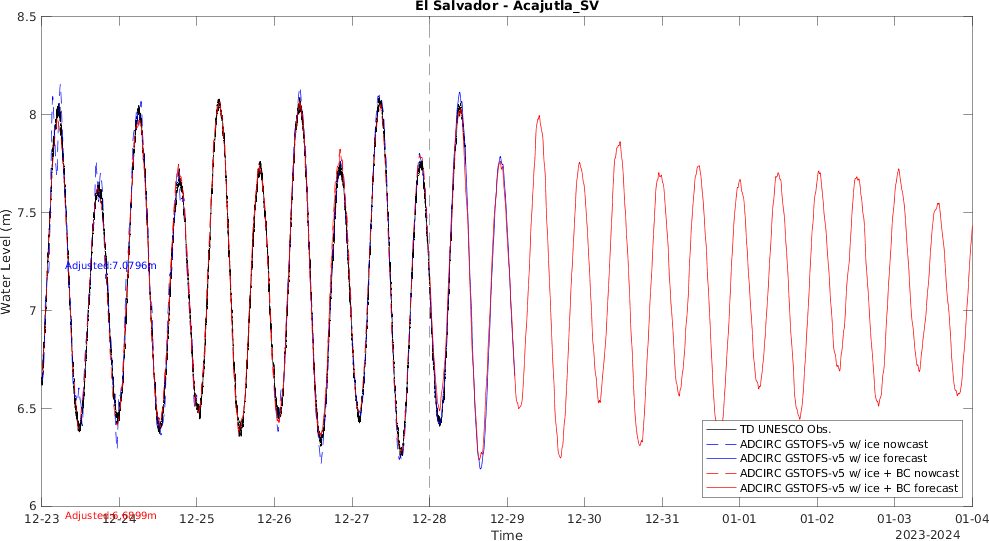 El Salvador - Acajutla_SV
8.5
8
7.5
7
6.5
6
Water Level (m)
Adjusted:7.0796m
Adjusted:6.6999m
TD UNESCO Obs.
ADCIRC GSTOFS-v5 w/ ice nowcast
ADCIRC GSTOFS-v5 w/ ice forecast
ADCIRC GSTOFS-v5 w/ ice + BC nowcast
ADCIRC GSTOFS-v5 w/ ice + BC forecast
12-23 12-24 12-25 12-26 12-27 12-28 12-29 12-30 12-31 01-01 01-02 01-03 01-04
Time
2023-2024